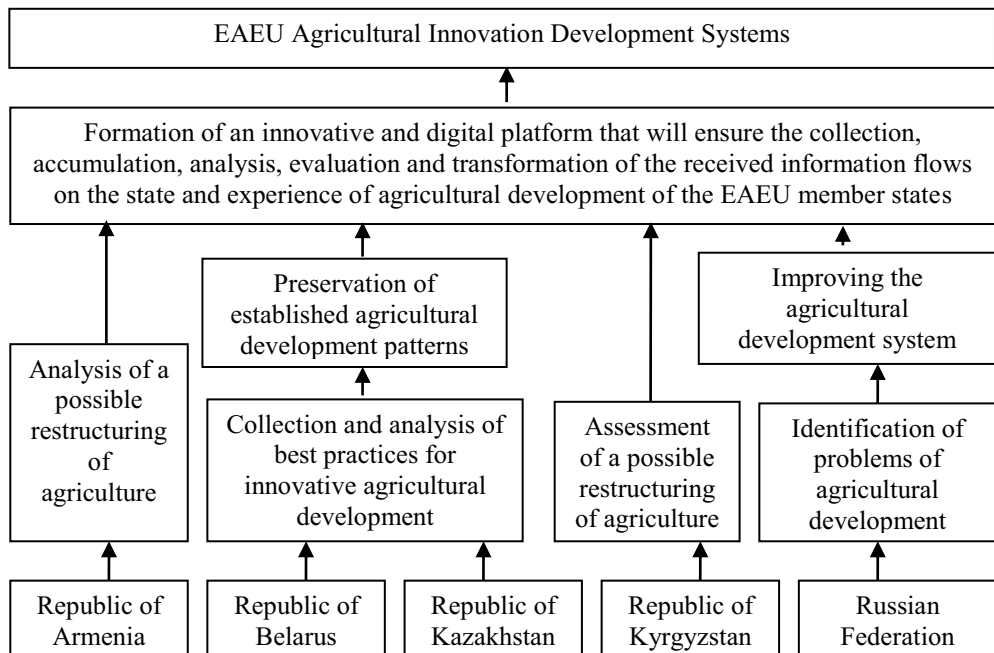 EAEU Agricultural Innovation Development Systems
Formation of an innovative and digital platform that will ensure the collection,
accumulation, analysis, evaluation and transformation of the received information flows
on the state and experience of agricultural development of the EAEU member states
Preservation of
established agricultural
development patterns
Improving the
agricultural
development system
Analysis of a
possible
restructuring
of
agriculture
Collection and analysis of
best practices for
innovative agricultural
development
Assessment
of a possible
restructuring
of agriculture
Identification of
problems of
agricultural
development
Republic of
Armenia
Republic of
Belarus
Republic of
Kazakhstan
Republic of
Kyrgyzstan
Russian
Federation